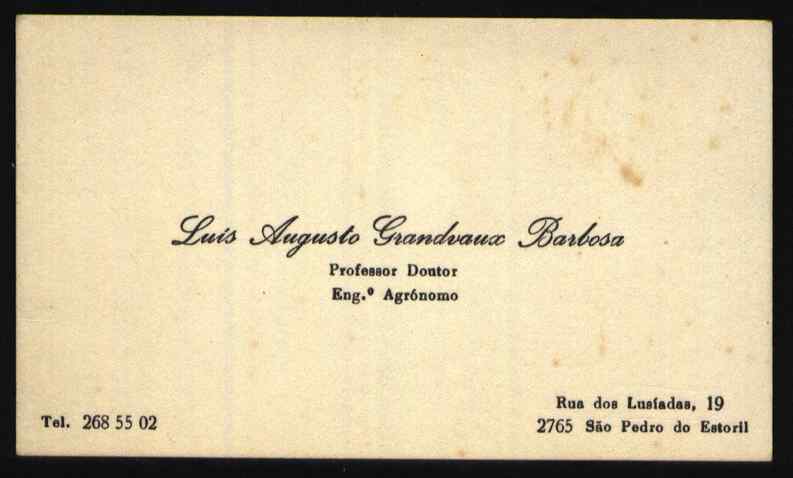 Luís Augusto Grandvaux Barbosa
Professor Doutor
Eng.º Agrónomo
Rua dos Lusíadas, 19
Tel. 268 55 02
2765 São Pedro do Estoril